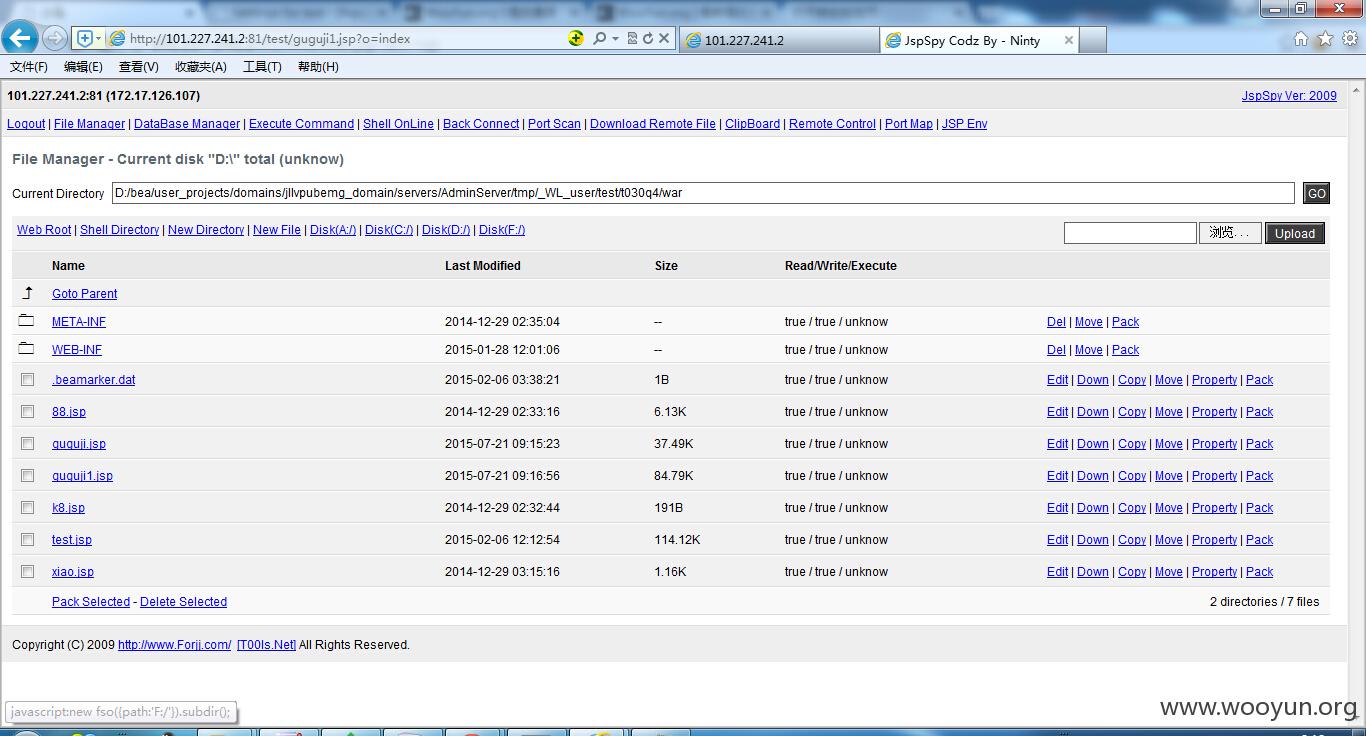 http://101.227.241.2:81/test/guguji1.jsp?o=index
101.227.241.2
JspSpy Codz By - Ninty
文件(F) 编辑(E) 查看(V) 收藏夹(A) 工具(T) 帮助(H)
101.227.241.2:81 (172.17.126.107) JspSpy Ver: 2009
Logout | File Manager | DataBase Manager | Execute Command | Shell OnLine | Back Connect | Port Scan | Download Remote File | ClipBoard | Remote Control | Port Map | JSP Env
File Manager - Current disk "D:\" total (unknow)
Current Directory D:/bea/user_projects/domains/jllvpubemg_domain/servers/AdminServer/tmp/_WL_user/test/t030q4/war GO
Web Root | Shell Directory | New Directory | New File | Disk(A:/) | Disk(C:/) | Disk(D:/) | Disk(F:/) 浏览... Upload
Name Last Modified Size Read/Write/Execute
Goto Parent
META-INF 2014-12-29 02:35:04 -- true / true / unknow Del | Move | Pack
WEB-INF 2015-01-28 12:01:06 -- true / true / unknow Del | Move | Pack
.beamarker.dat 2015-02-06 03:38:21 1B true / true / unknow Edit | Down | Copy | Move | Property | Pack
88.jsp 2014-12-29 02:33:16 6.13K true / true / unknow Edit | Down | Copy | Move | Property | Pack
guguji.jsp 2015-07-21 09:15:23 37.49K true / true / unknow Edit | Down | Copy | Move | Property | Pack
guguji1.jsp 2015-07-21 09:16:56 84.79K true / true / unknow Edit | Down | Copy | Move | Property | Pack
k8.jsp 2014-12-29 02:32:44 191B true / true / unknow Edit | Down | Copy | Move | Property | Pack
test.jsp 2015-02-06 12:12:54 114.12K true / true / unknow Edit | Down | Copy | Move | Property | Pack
xiao.jsp 2014-12-29 03:15:16 1.16K true / true / unknow Edit | Down | Copy | Move | Property | Pack
Pack Selected - Delete Selected 2 directories / 7 files
Copyright (C) 2009 http://www.Forjj.com/ [T00ls.Net] All Rights Reserved.
javascript:new fso({path:'F:/'}).subdir();
www.wooyun.org